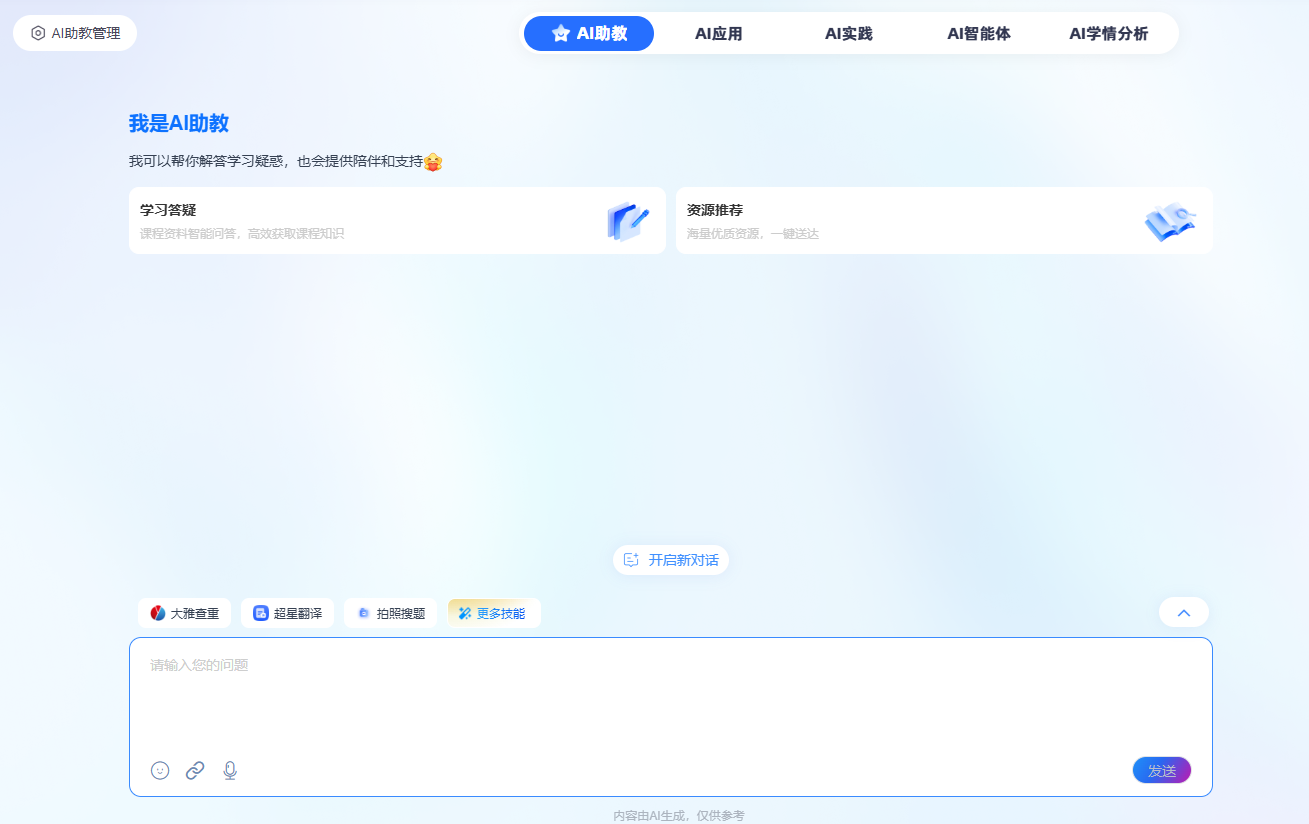 AI助教管理
AI助教
AI应用
AI实践
AI智能体
AI学情分析
我是AI助教
我可以帮你解答学习疑惑，也会提供陪伴和支持
学习答疑
课程资料智能问答，高效获取课程知识
资源推荐
海量优质资源，一键送达
开启新对话
大雅查重
超星翻译
拍照搜题
更多技能
请输入您的问题
发送
内容由AI生成，仅供参考